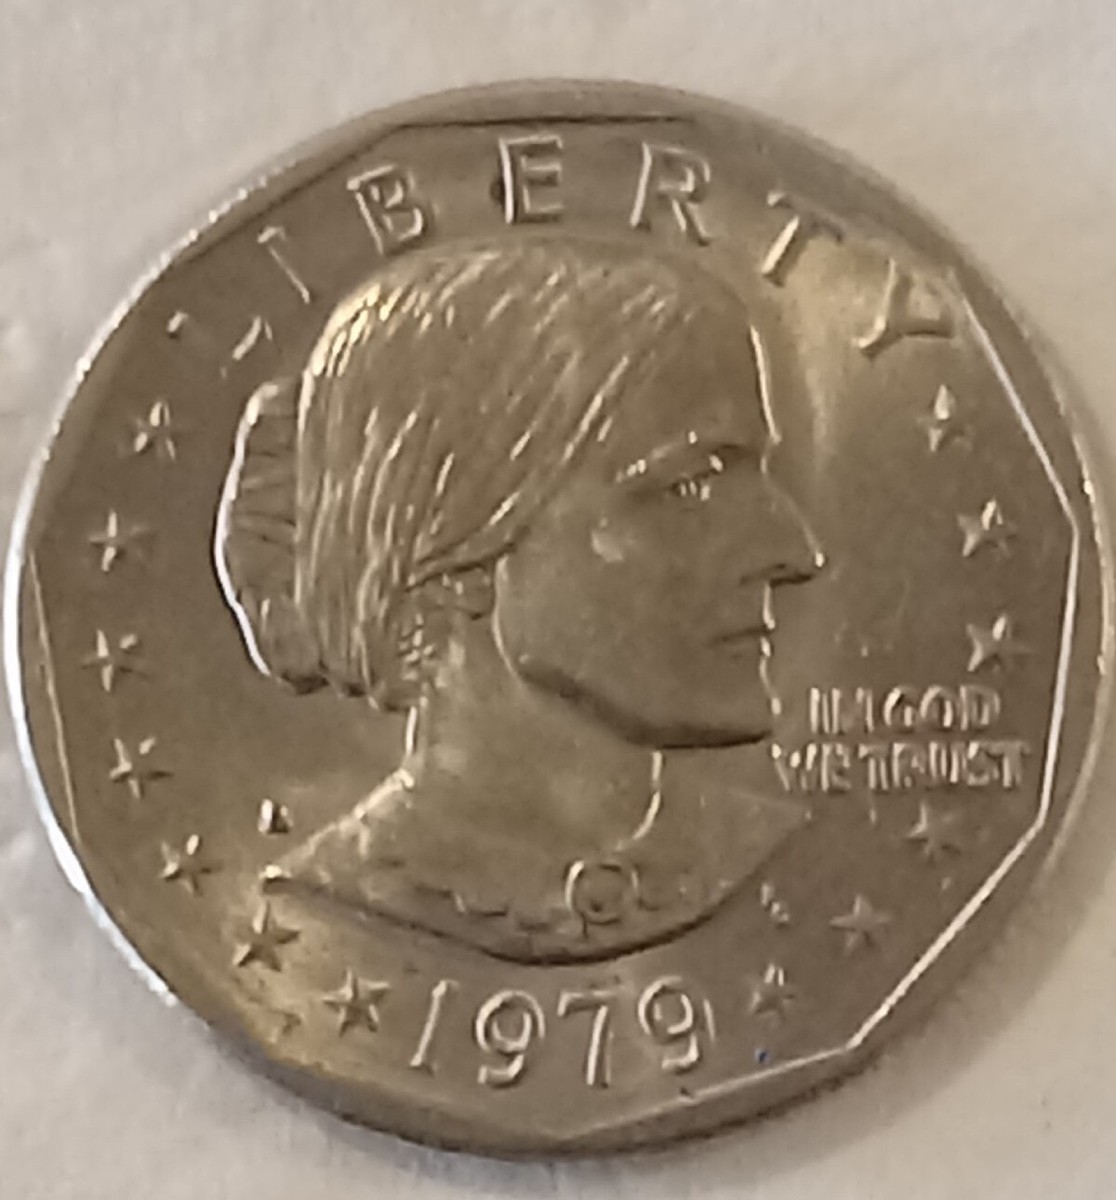 LIBERTY
IN GOD
WE TRUST
1979